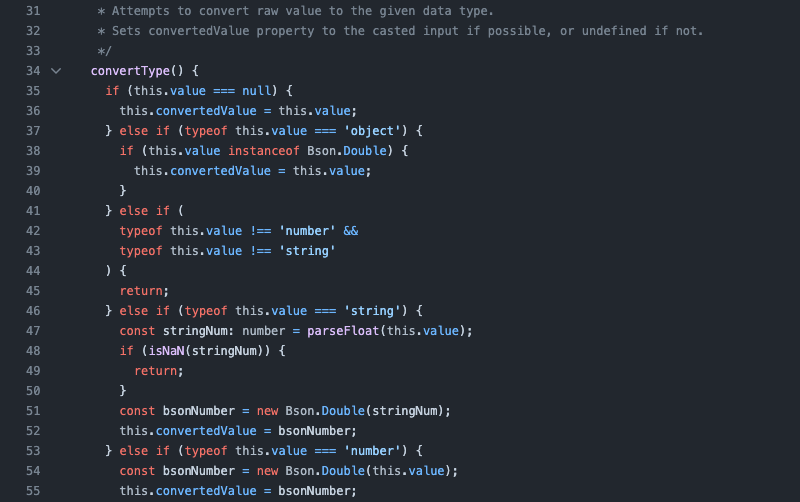 31 * Attempts to convert raw value to the given data type.
32 * Sets convertedValue property to the casted input if possible, or undefined if not.
33 */
34 convertType() {
35 if (this.value === null) {
36 this.convertedValue = this.value;
37 } else if (typeof this.value === 'object') {
38 if (this.value instanceof Bson.Double) {
39 this.convertedValue = this.value;
40 }
41 } else if (
42 typeof this.value !== 'number' &&
43 typeof this.value !== 'string'
44 ) {
45 return;
46 } else if (typeof this.value === 'string') {
47 const stringNum: number = parseFloat(this.value);
48 if (isNaN(stringNum)) {
49 return;
50 }
51 const bsonNumber = new Bson.Double(stringNum);
52 this.convertedValue = bsonNumber;
53 } else if (typeof this.value === 'number') {
54 const bsonNumber = new Bson.Double(this.value);
55 this.convertedValue = bsonNumber;